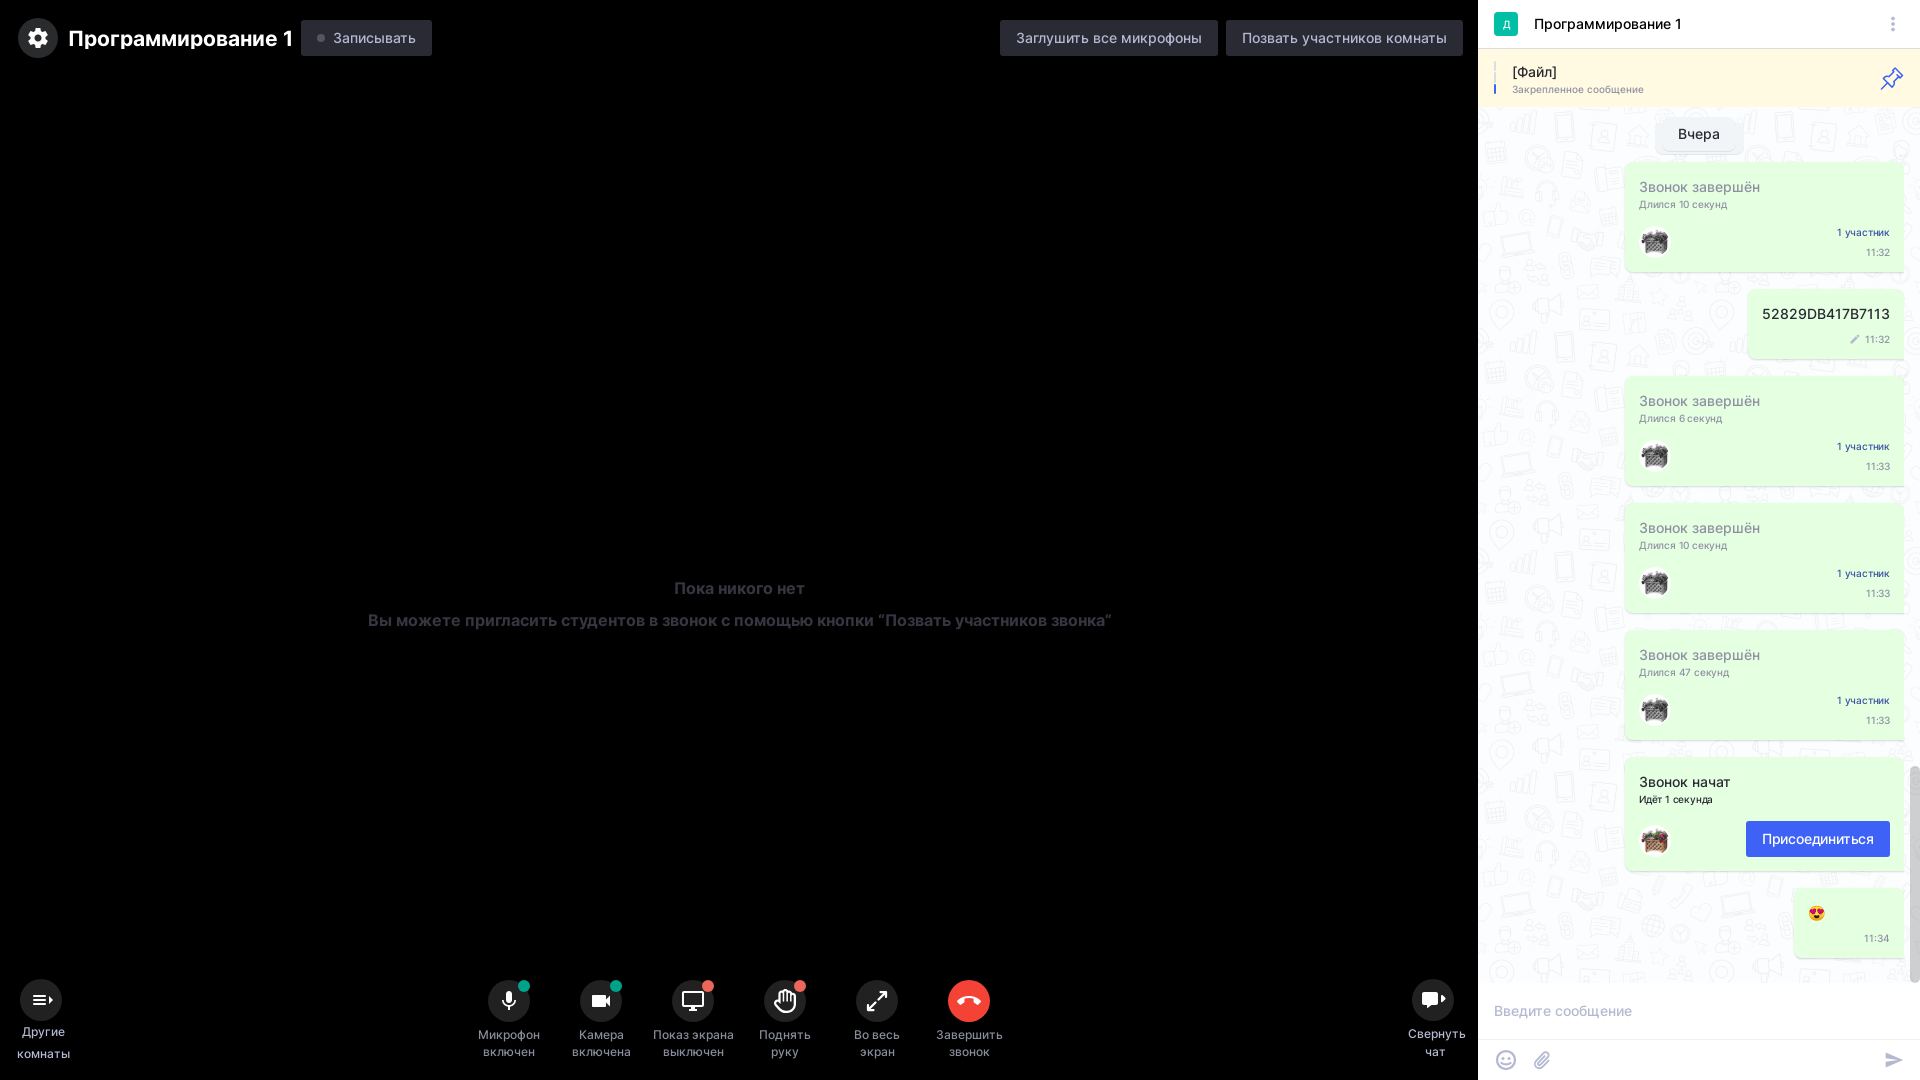 Программирование 1
Записывать
Заглушить все микрофоны
Позвать участников комнаты
Пока никого нет
Вы можете пригласить студентов в звонок с помощью кнопки “Позвать участников звонка”
Другие
комнаты
Микрофон
включен
Камера
включена
Показ экрана
выключен
Поднять
руку
Во весь
экран
Завершить
звонок
Свернуть
чат
Д
Программирование 1
[Файл]
Закрепленное сообщение
Вчера
Звонок завершён
Длился 10 секунд
1 участник
11:32
52829DB417B7113
11:32
Звонок завершён
Длился 6 секунд
1 участник
11:33
Звонок завершён
Длился 10 секунд
1 участник
11:33
Звонок завершён
Длился 47 секунд
1 участник
11:33
Звонок начат
Идёт 1 секунда
Присоединиться
😍
11:34
Введите сообщение